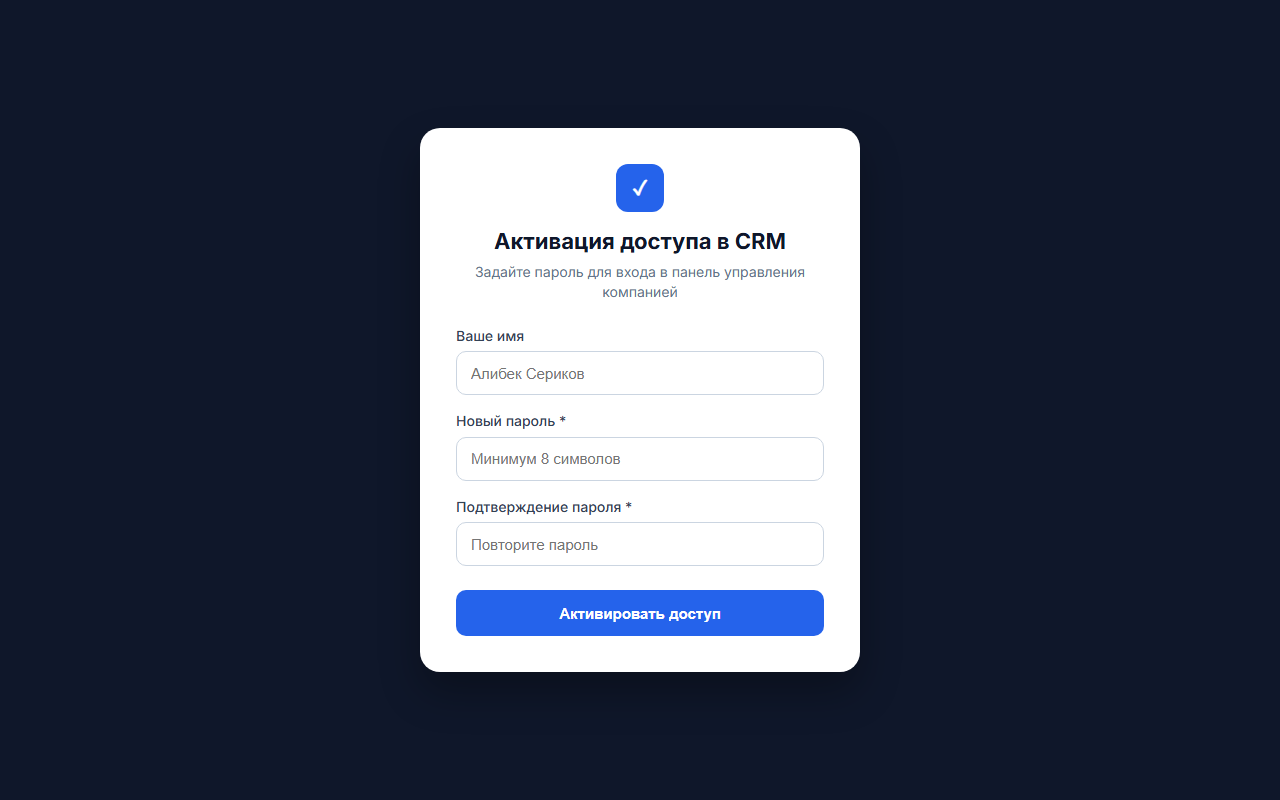 Активация доступа в CRM
Задайте пароль для входа в панель управления
компанией
Ваше имя
Алибек Сериков
Новый пароль *
Минимум 8 символов
Подтверждение пароля *
Повторите пароль
Активировать доступ